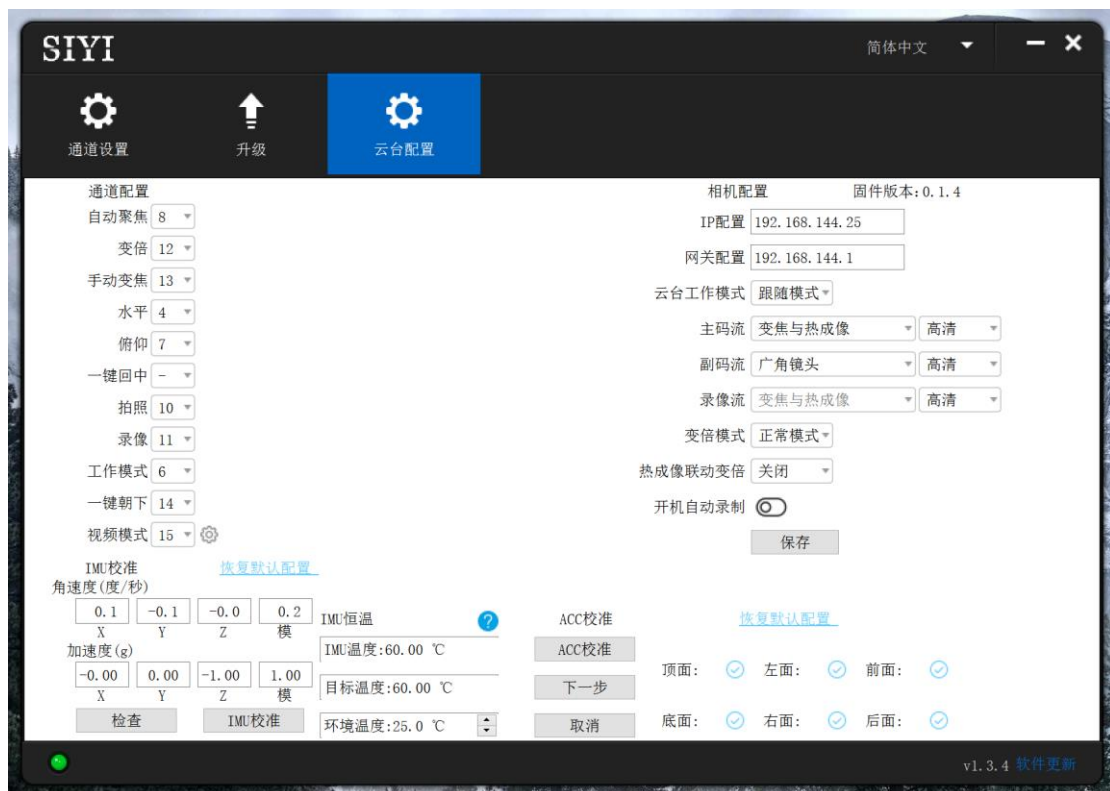 SIYI
简体中文
通道设置
升级
云台配置
通道配置
自动聚焦 8
变倍 12
手动变焦 13
水平 4
俯仰 7
一键回中 -
拍照 10
录像 11
工作模式 6
一键朝下 14
视频模式 15
相机配置 固件版本:0.1.4
IP配置 192.168.144.25
网关配置 192.168.144.1
云台工作模式 跟随模式
主码流 变焦与热成像 高清
副码流 广角镜头 高清
录像流 变焦与热成像 高清
变倍模式 正常模式
热成像联动变倍 关闭
开机自动录制
保存
IMU校准 恢复默认配置
角速度(度/秒)
0.1 -0.1 -0.0 0.2
X Y Z 模
加速度(g)
-0.00 0.00 -1.00 1.00
X Y Z 模
检查 IMU校准
IMU恒温 ?
IMU温度:60.00 ℃
目标温度:60.00 ℃
环境温度:25.0 ℃
ACC校准 恢复默认配置
ACC校准
下一步
取消
顶面: 左面: 前面:
底面: 右面: 后面:
v1.3.4 软件更新